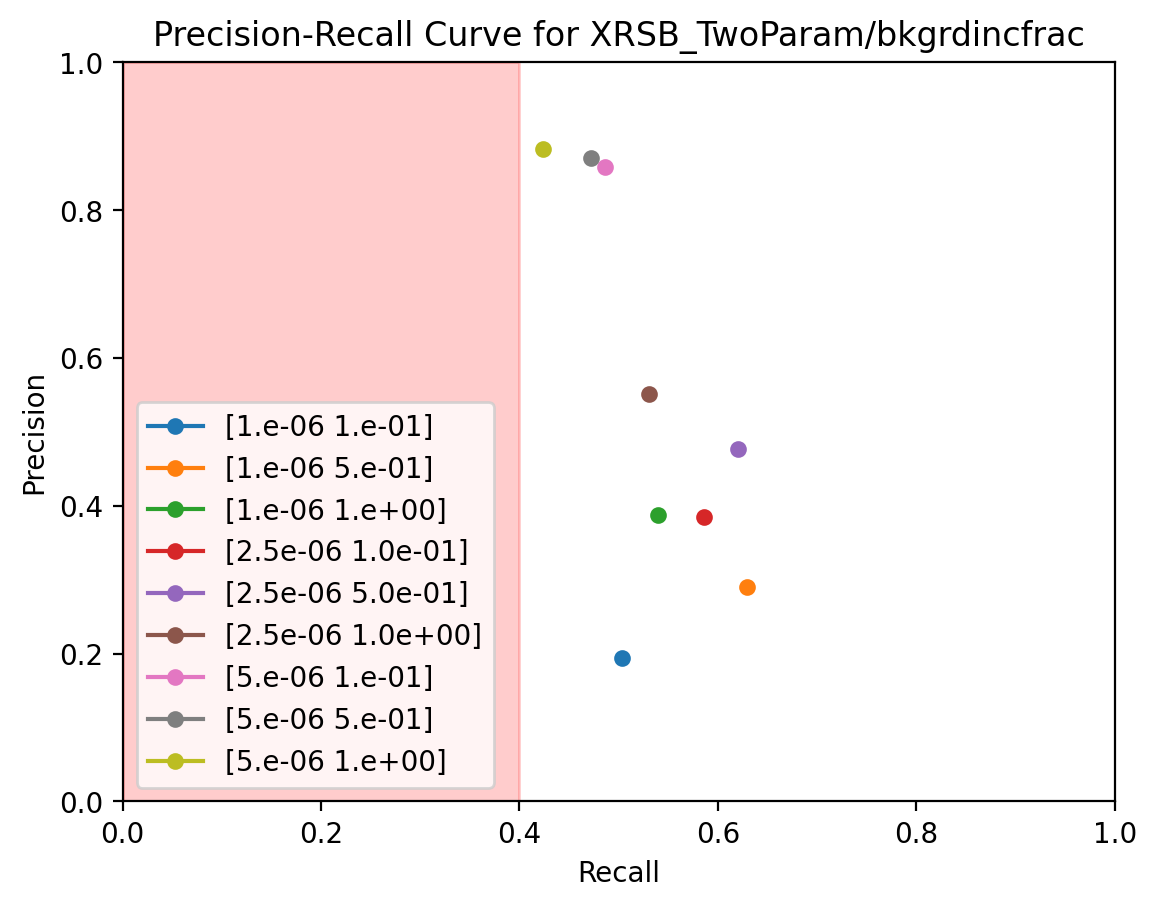 Precision-Recall Curve for XRSB_TwoParam/bkgrdincfrac
1.0
0.8
0.6
0.4
0.2
0.0
Precision
[1.e-06 1.e-01]
[1.e-06 5.e-01]
[1.e-06 1.e+00]
[2.5e-06 1.0e-01]
[2.5e-06 5.0e-01]
[2.5e-06 1.0e+00]
[5.e-06 1.e-01]
[5.e-06 5.e-01]
[5.e-06 1.e+00]
0.0 0.2 0.4 0.6 0.8 1.0
Recall